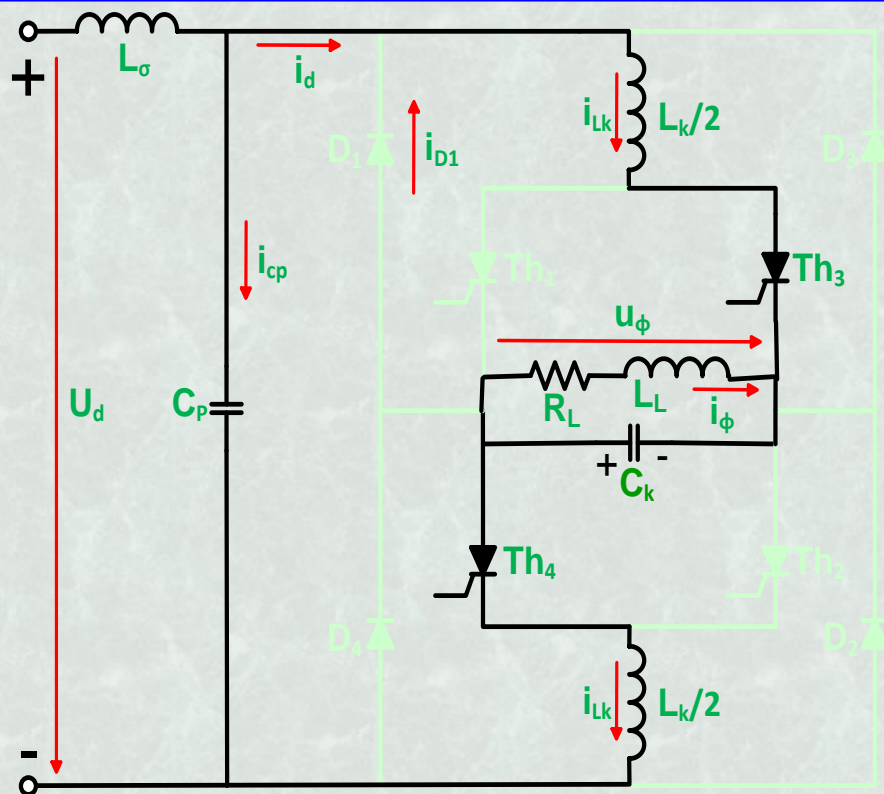 Lσ
+
id
iLk
Lk/2
D1
iD1
D3
icp
Th1
Th3
uϕ
Ud
CP
RL
LL
iϕ
+
-
Ck
Th4
Th2
D4
D2
iLk
Lk/2
-